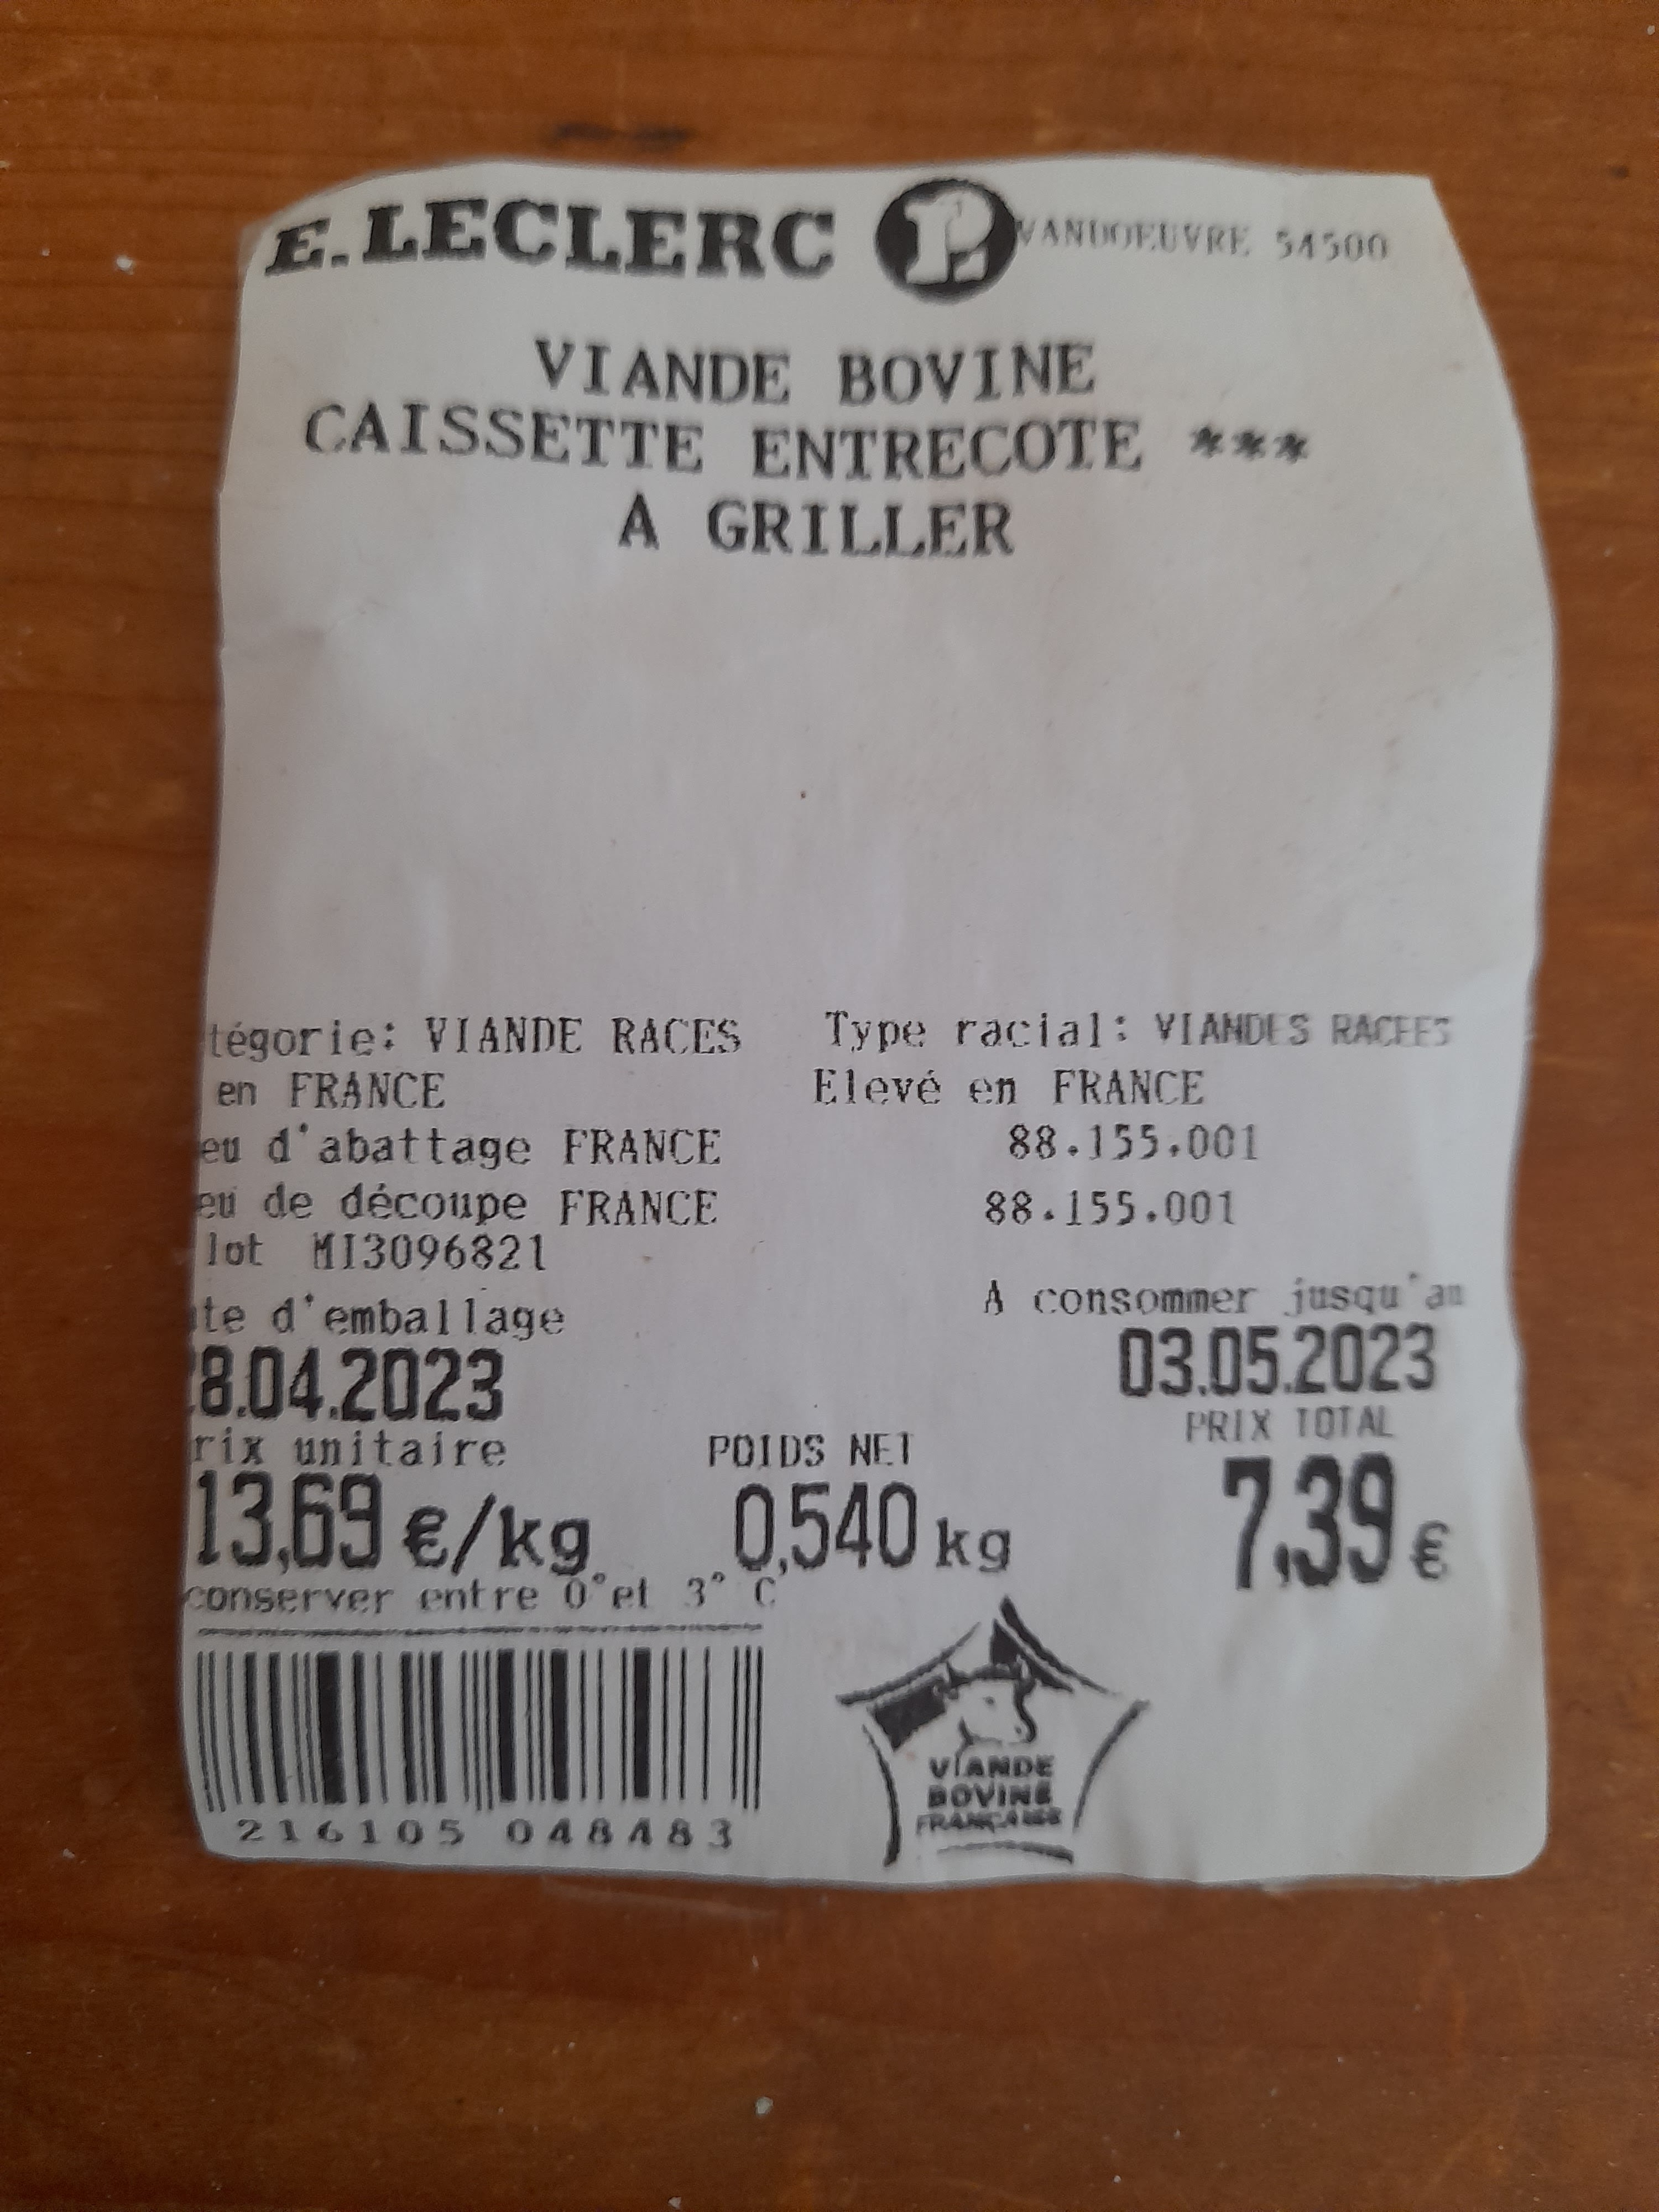 E.LECLERC VANDOEUVRE 54500
VIANDE BOVINE
CAISSETTE ENTRECOTE ***
A GRILLER
tégorie: VIANDE RACES Type racial: VIANDES RACEES
en FRANCE Elevé en FRANCE
eu d'abattage FRANCE 88.155.001
eu de découpe FRANCE 88.155.001
lot MI3096821
te d'emballage A consommer jusqu'au
28.04.2023 03.05.2023
rix unitaire POIDS NET PRIX TOTAL
13,69 €/kg 0,540 kg 7,39 €
conserver entre 0°et 3° C
216105 048483
VIANDE
BOVINE
FRANÇAISE